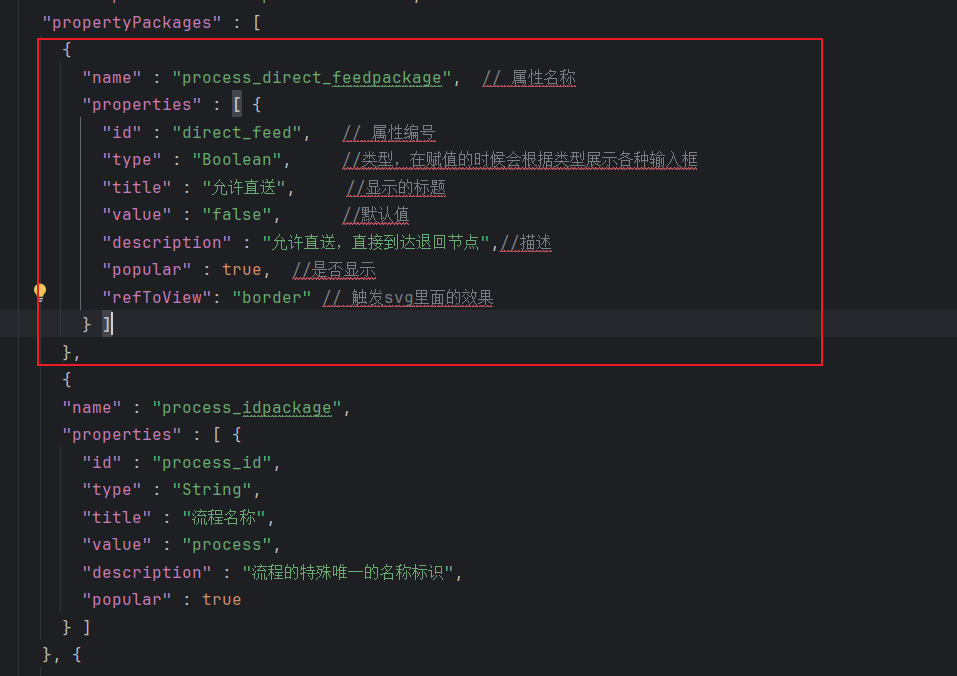 "propertyPackages" : [
{
"name" : "process_direct_feedpackage",  // 属性名称
"properties" : [ {
"id" : "direct_feed",   // 属性编号
"type" : "Boolean",     //类型，在赋值的时候会根据类型展示各种输入框
"title" : "允许直送",     //显示的标题
"value" : "false",      //默认值
"description" : "允许直送，直接到达退回节点",//描述
"popular" : true,  //是否显示
"refToView": "border" // 触发svg里面的效果
} ]
},
{
"name" : "process_idpackage",
"properties" : [ {
"id" : "process_id",
"type" : "String",
"title" : "流程名称",
"value" : "process",
"description" : "流程的特殊唯一的名称标识",
"popular" : true
} ]
}, {